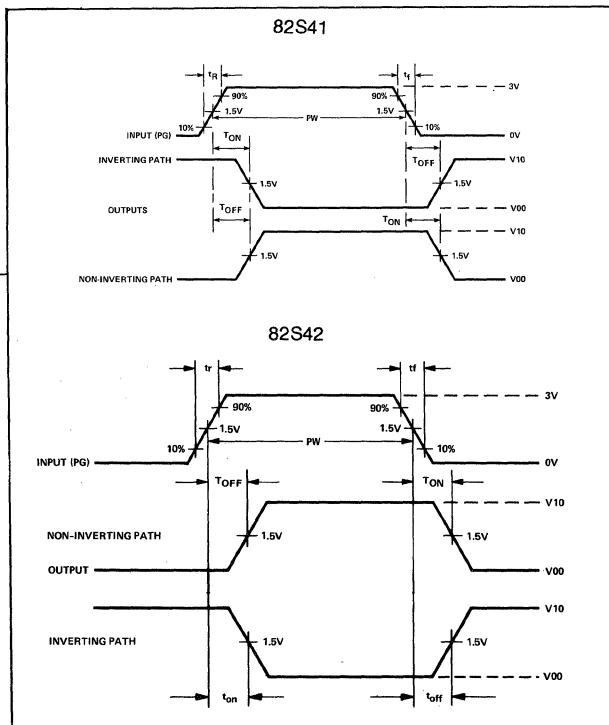 82S41
tR
tf
3V
90%
90%
1.5V
PW
1.5V
10%
10%
INPUT (PG)
0V
TON
TOFF
INVERTING PATH
V10
1.5V
1.5V
OUTPUTS
V00
TOFF
TON
V10
1.5V
1.5V
NON-INVERTING PATH
V00
82S42
tr
tf
3V
90%
90%
1.5V
1.5V
PW
10%
10%
INPUT (PG)
0V
TOFF
TON
V10
NON-INVERTING PATH
1.5V
1.5V
OUTPUT
V00
V10
INVERTING PATH
1.5V
1.5V
V00
ton
toff